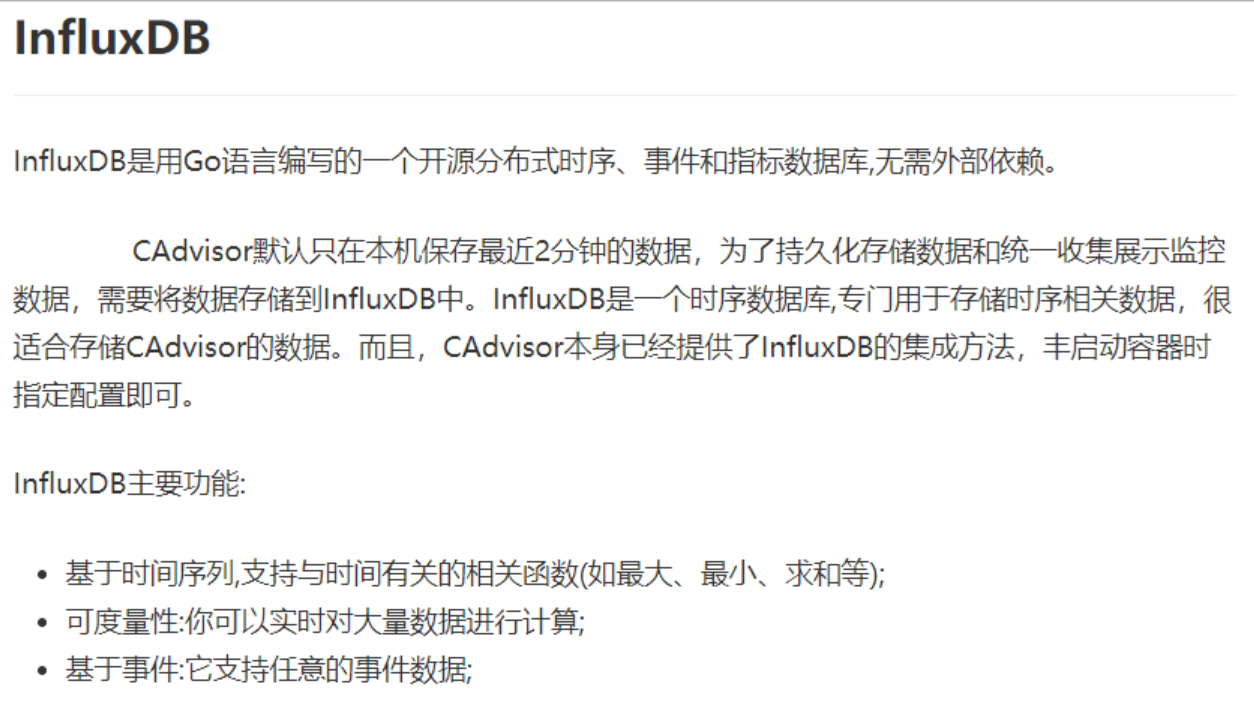 InfluxDB
InfluxDB是用Go语言编写的一个开源分布式时序、事件和指标数据库,无需外部依赖。
CAdvisor默认只在本机保存最近2分钟的数据，为了持久化存储数据和统一收集展示监控
数据，需要将数据存储到InfluxDB中。InfluxDB是一个时序数据库,专门用于存储时序相关数据，很
适合存储CAdvisor的数据。而且，CAdvisor本身已经提供了InfluxDB的集成方法，丰启动容器时
指定配置即可。
InfluxDB主要功能:
• 基于时间序列,支持与时间有关的相关函数(如最大、最小、求和等);
• 可度量性:你可以实时对大量数据进行计算;
• 基于事件:它支持任意的事件数据;